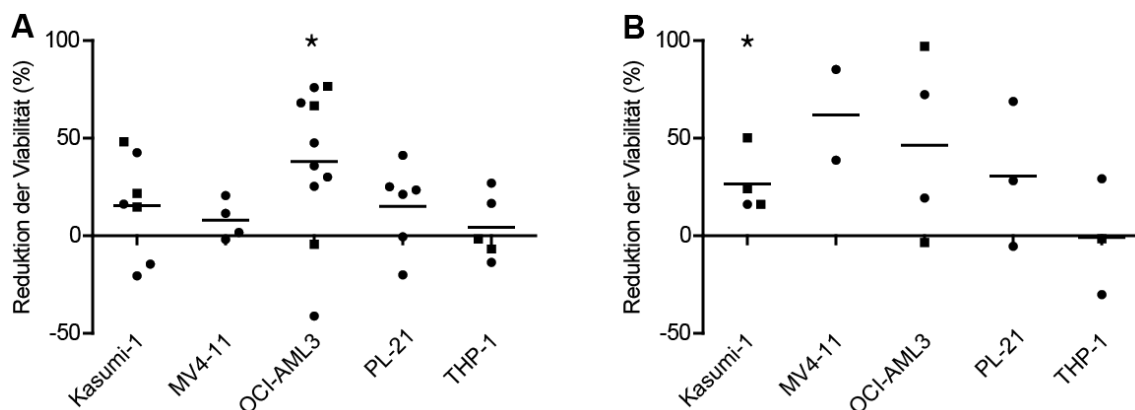 A
*
Reduktion der Viabilität (%)
100
50
0
-50
Kasumi-1
MV4-11
OCI-AML3
PL-21
THP-1
B
*
Reduktion der Viabilität (%)
100
50
0
-50
Kasumi-1
MV4-11
OCI-AML3
PL-21
THP-1